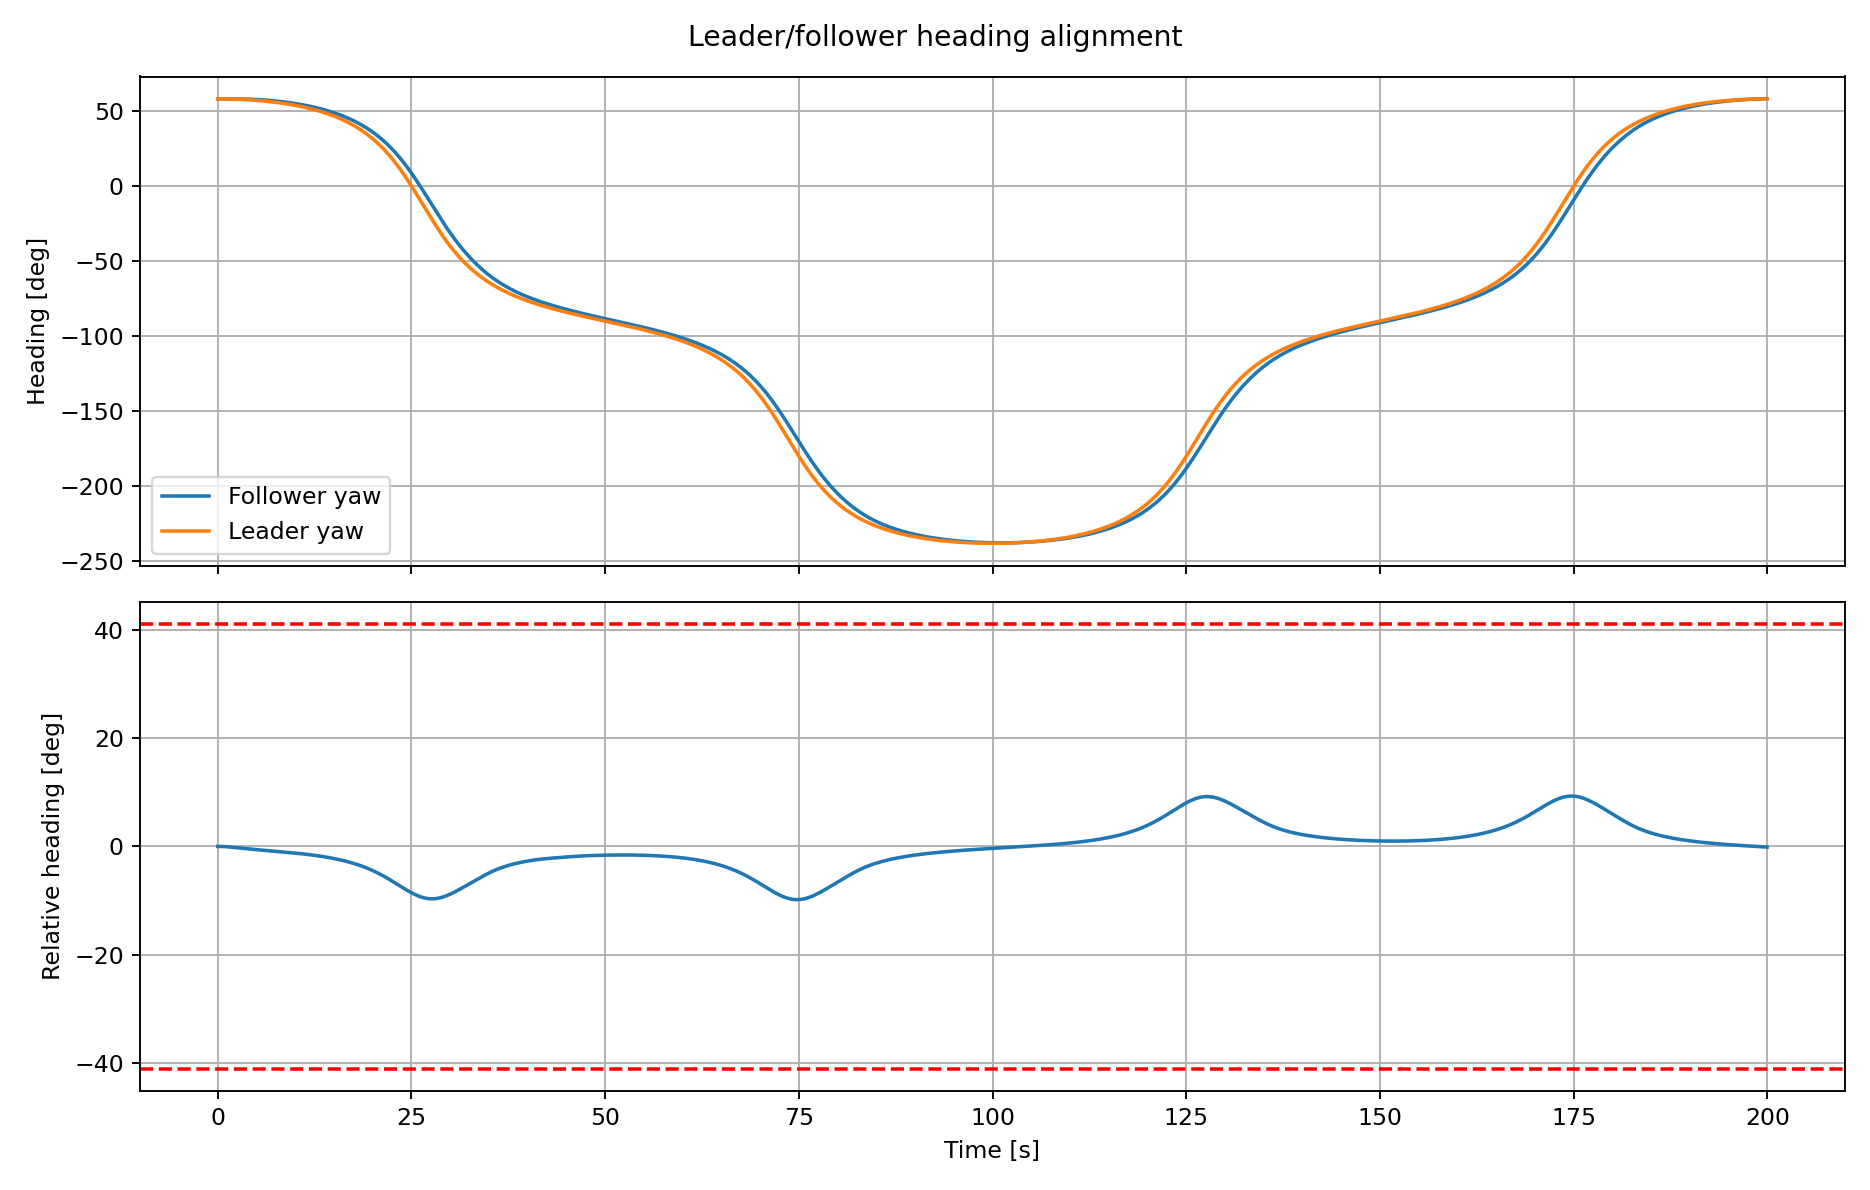 Leader/follower heading alignment
Heading [deg]
50
0
−50
−100
−150
−200
−250
Follower yaw
Leader yaw
Relative heading [deg]
40
20
0
−20
−40
0 25 50 75 100 125 150 175 200
Time [s]